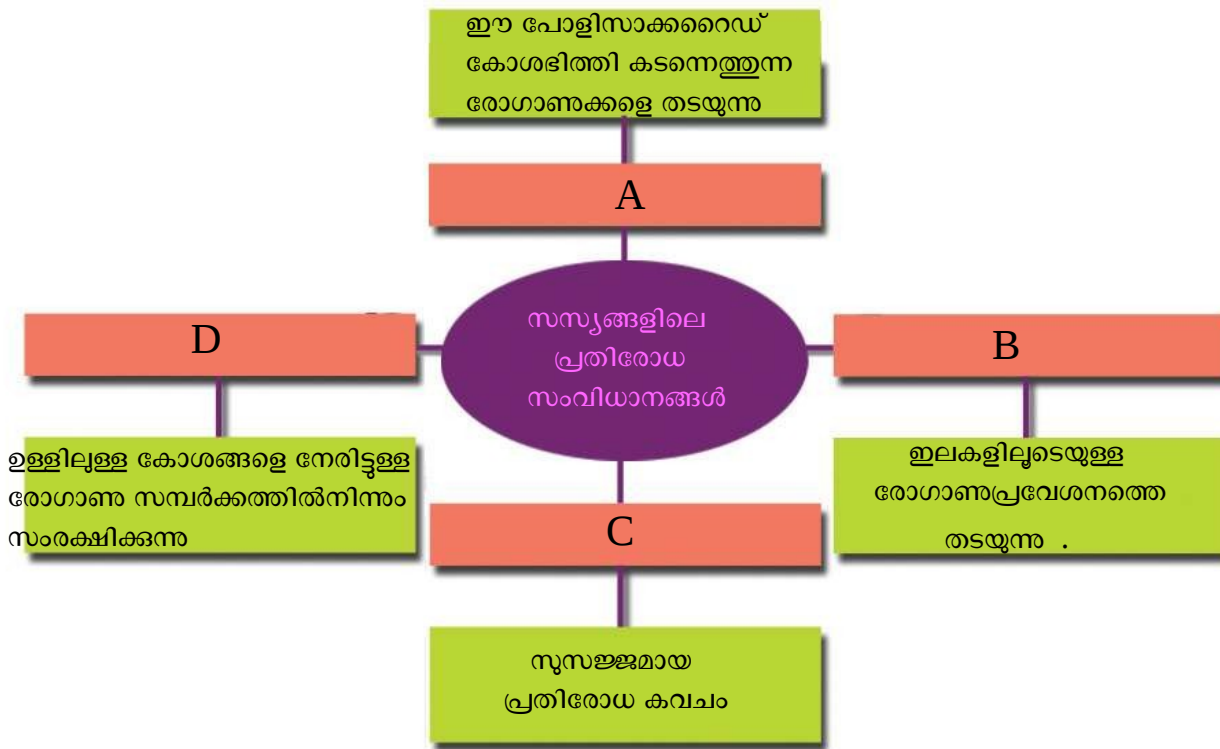 ഈ പോളിസാക്കറൈഡ്
കോശഭിത്തി കടന്നെത്തുന്ന
രോഗാണുക്കളെ തടയുന്നു
A
സസ്യങ്ങളിലെ
പ്രതിരോധ
സംവിധാനങ്ങൾ
D
B
ഉള്ളിലുള്ള കോശങ്ങളെ നേരിട്ടുള്ള
രോഗാണു സമ്പർക്കത്തിൽനിന്നും
സംരക്ഷിക്കുന്നു
ഇലകളിലൂടെയുള്ള
രോഗാണുപ്രവേശനത്തെ
തടയുന്നു .
C
സുസജ്ജമായ
പ്രതിരോധ കവചം